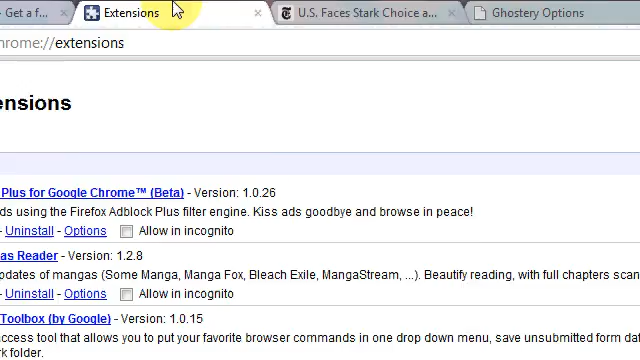 - Get a f... Extensions U.S. Faces Stark Choice a... Ghostery Options
hrome://extensions
ensions
Plus for Google Chrome™ (Beta) - Version: 1.0.26
ds using the Firefox Adblock Plus filter engine. Kiss ads goodbye and browse in peace!
- Uninstall - Options Allow in incognito
as Reader - Version: 1.2.8
pdates of mangas (Some Manga, Manga Fox, Bleach Exile, MangaStream, ...). Beautify reading, with full chapters scan
- Uninstall - Options Allow in incognito
Toolbox (by Google) - Version: 1.0.15
ccess tool that allows you to put your favorite browser commands in one drop down menu, save unsubmitted form dat
rk folder.